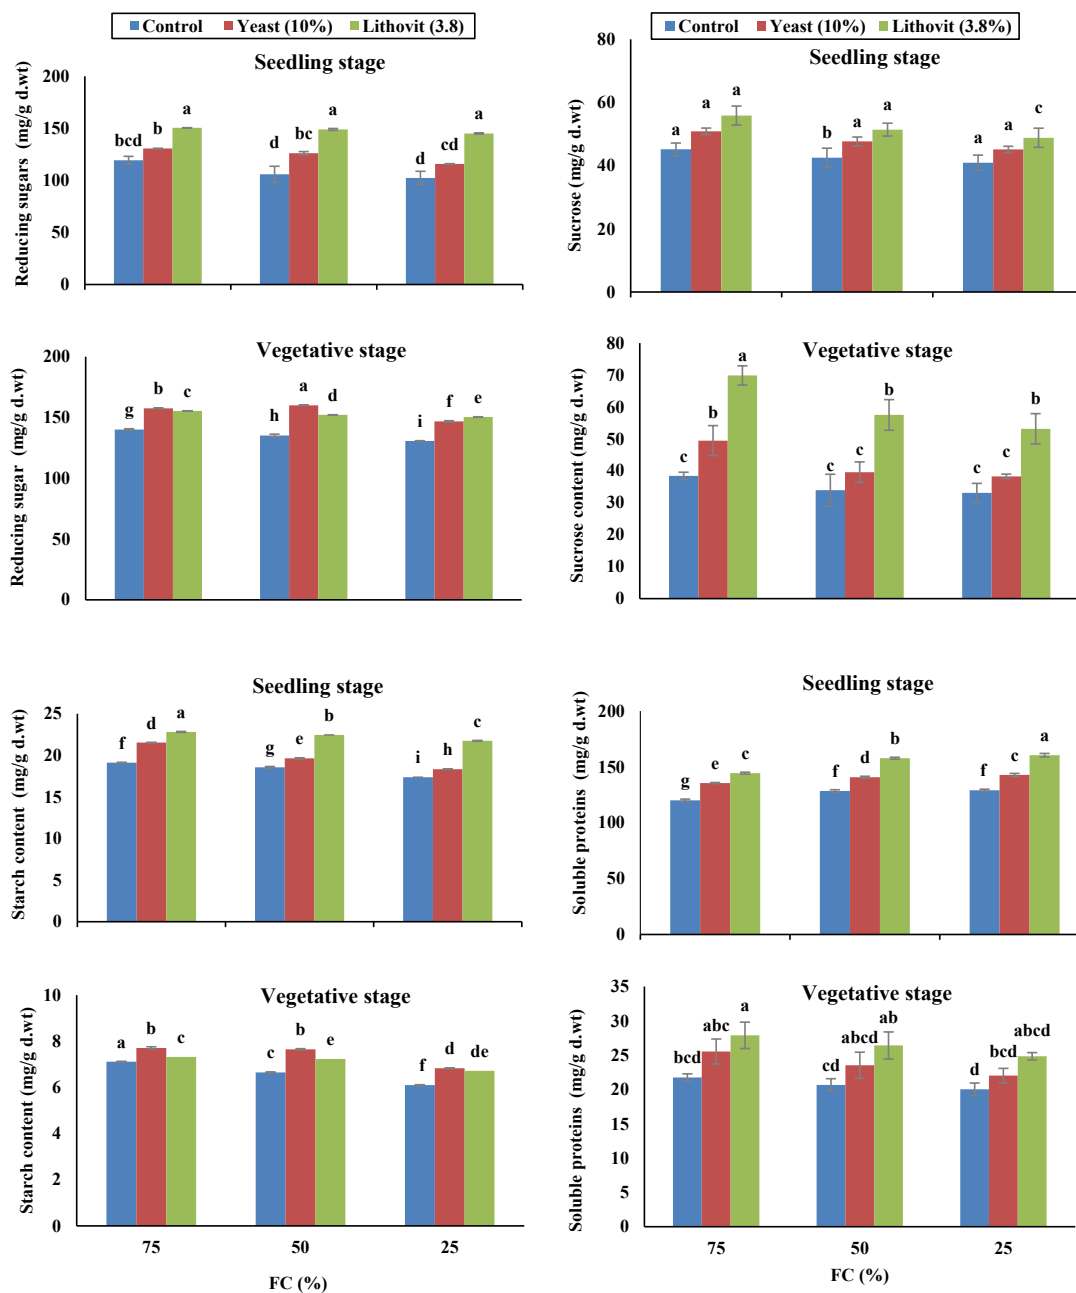 Control Yeast (10%) Lithovit (3.8)
Seedling stage
Reducing sugars (mg/g d.wt)
200
150
100
50
0
bcd b a
d bc a
d cd a
Control Yeast (10%) Lithovit (3.8%)
Seedling stage
Sucrose (mg/g d.wt)
80
60
40
20
0
a a a
b a a
a a c
Vegetative stage
Reducing sugar (mg/g d.wt)
200
150
100
50
0
g b c
h a d
i f e
Vegetative stage
Sucrose content (mg/g d.wt)
80
70
60
50
40
30
20
10
0
c b a
c c b
c c b
Seedling stage
Starch content (mg/g d.wt)
25
20
15
10
5
0
f d a
g e b
i h c
Seedling stage
Soluble proteins (mg/g d.wt)
200
150
100
50
0
g e c
f d b
f c a
Vegetative stage
Starch content (mg/g d.wt)
10
8
6
4
2
0
a b c
c b e
f d de
75 50 25
FC (%)
Vegetative stage
Soluble proteins (mg/g d.wt)
35
30
25
20
15
10
5
0
bcd abc a
cd abcd ab
d bcd abcd
75 50 25
FC (%)